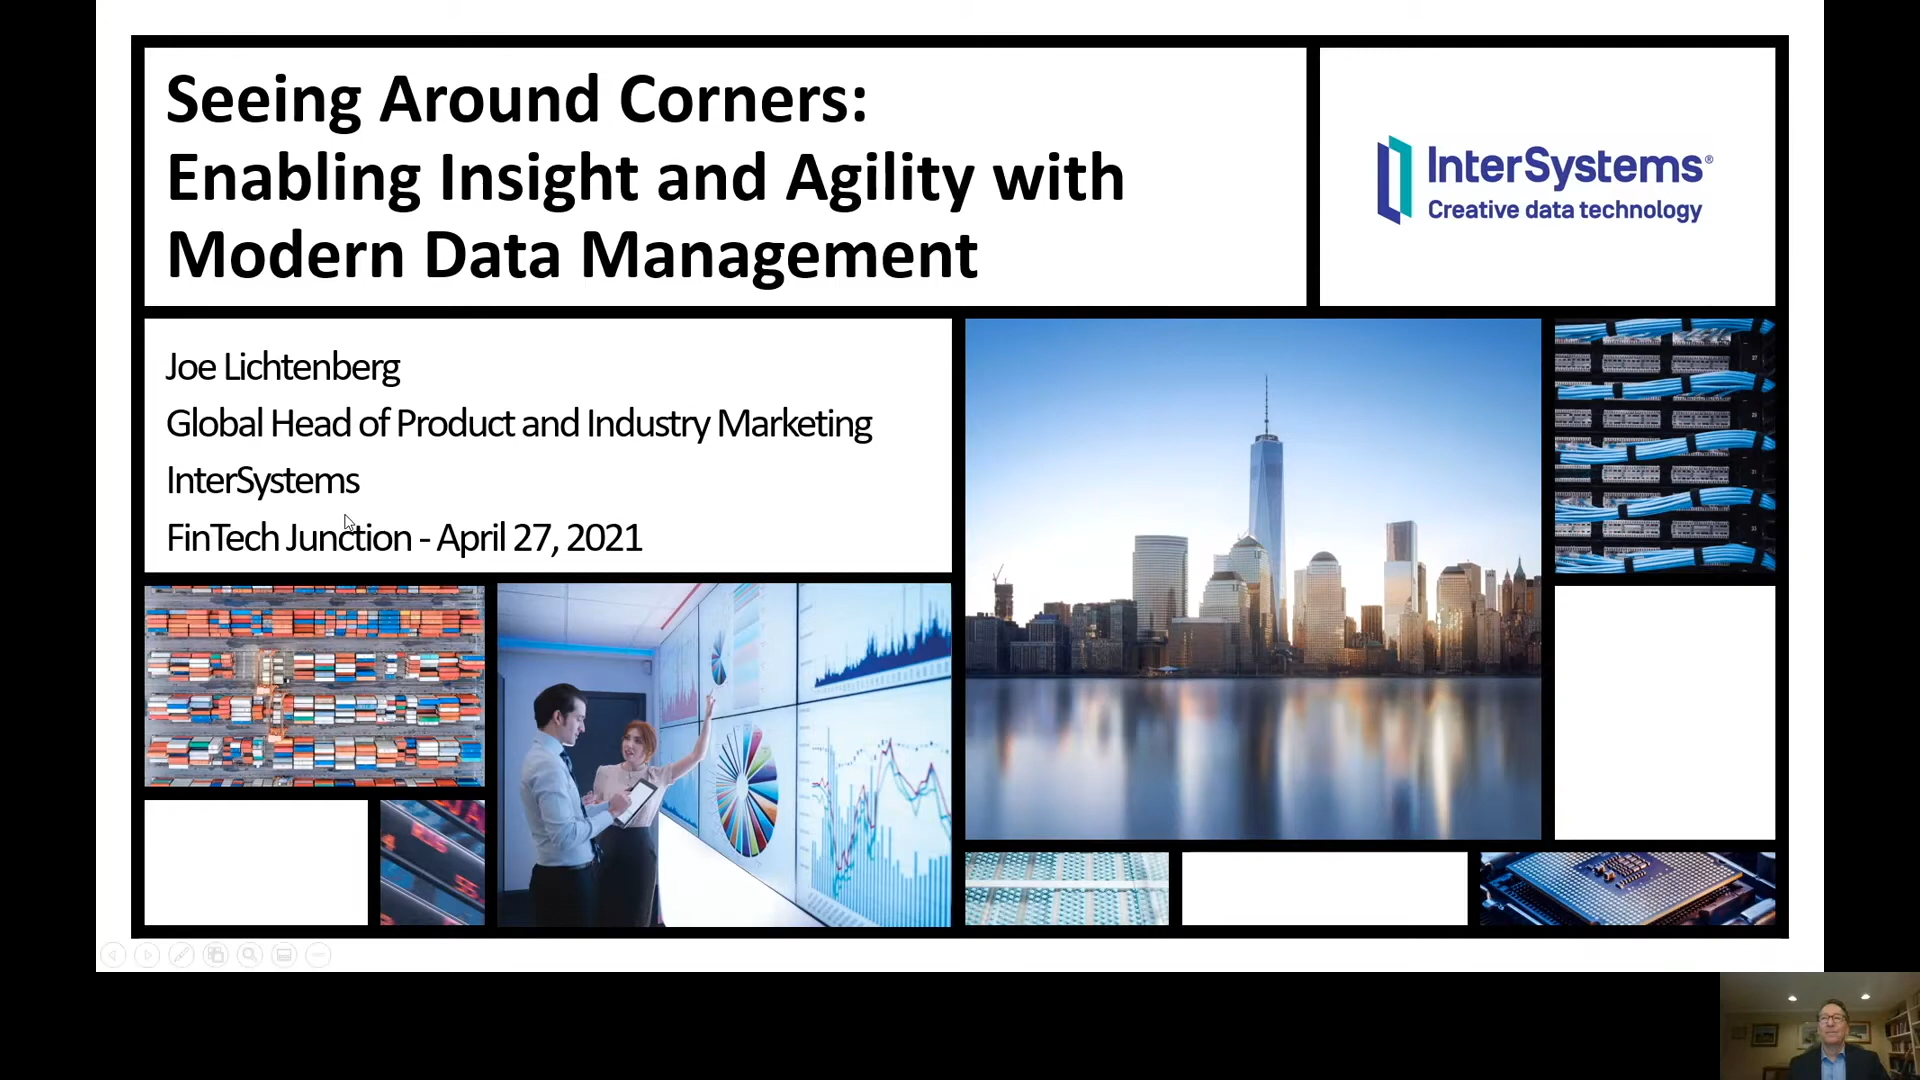 Seeing Around Corners:
Enabling Insight and Agility with
Modern Data Management
InterSystems®
Creative data technology
Joe Lichtenberg
Global Head of Product and Industry Marketing
InterSystems
FinTech Junction - April 27, 2021